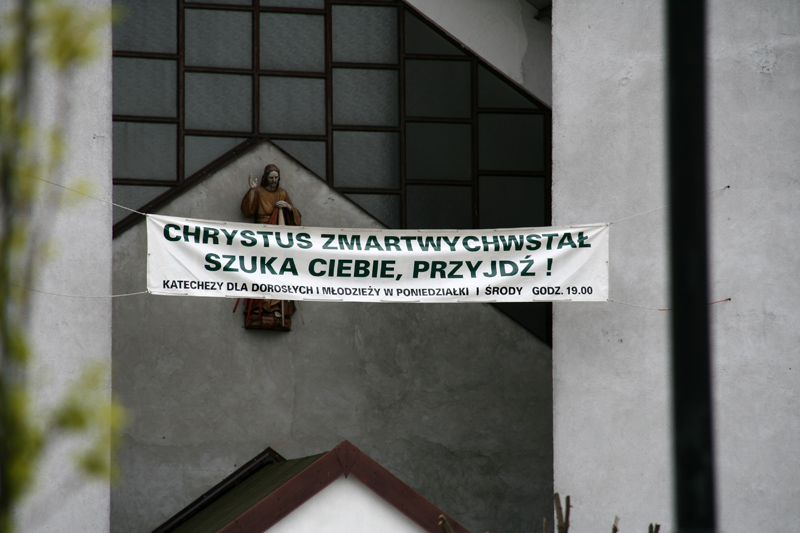 CHRYSTUS ZMARTWYCHWSTAŁ
SZUKA CIEBIE, PRZYJDŹ !
KATECHEZY DLA DOROSŁYCH I MŁODZIEŻY W PONIEDZIAŁKI I ŚRODY GODZ. 19.00